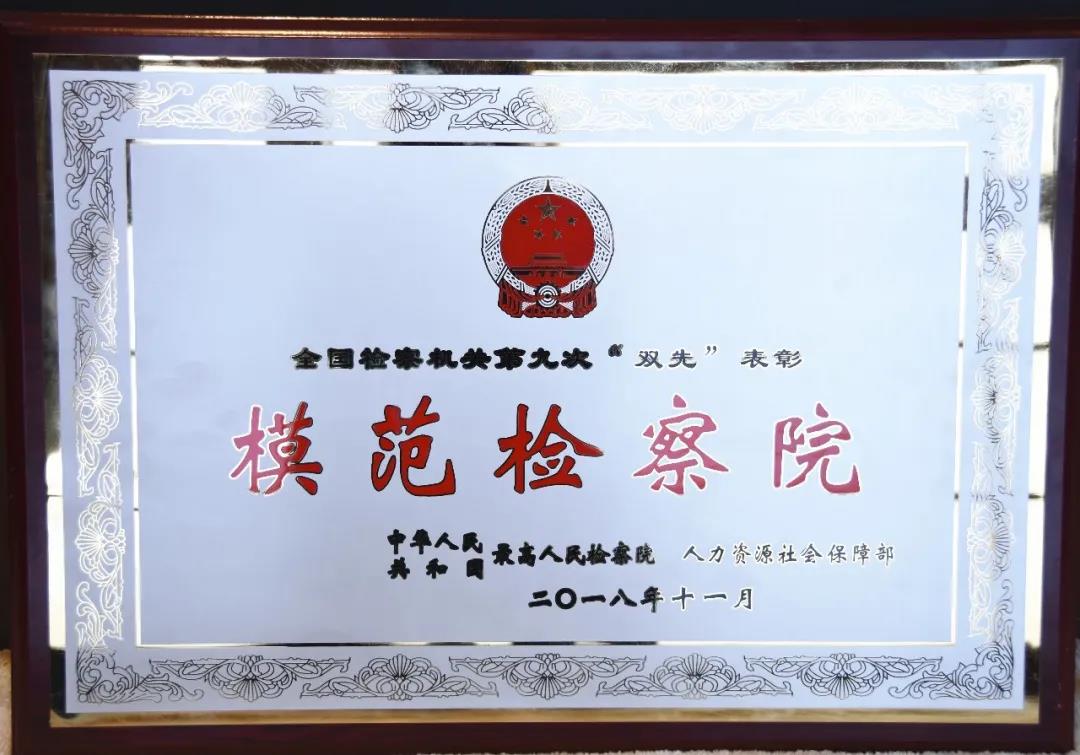 全国检察机关第九次“双先”表彰
模范检察院
中华人民共和国 最高人民检察院 人力资源社会保障部
二〇一八年十一月